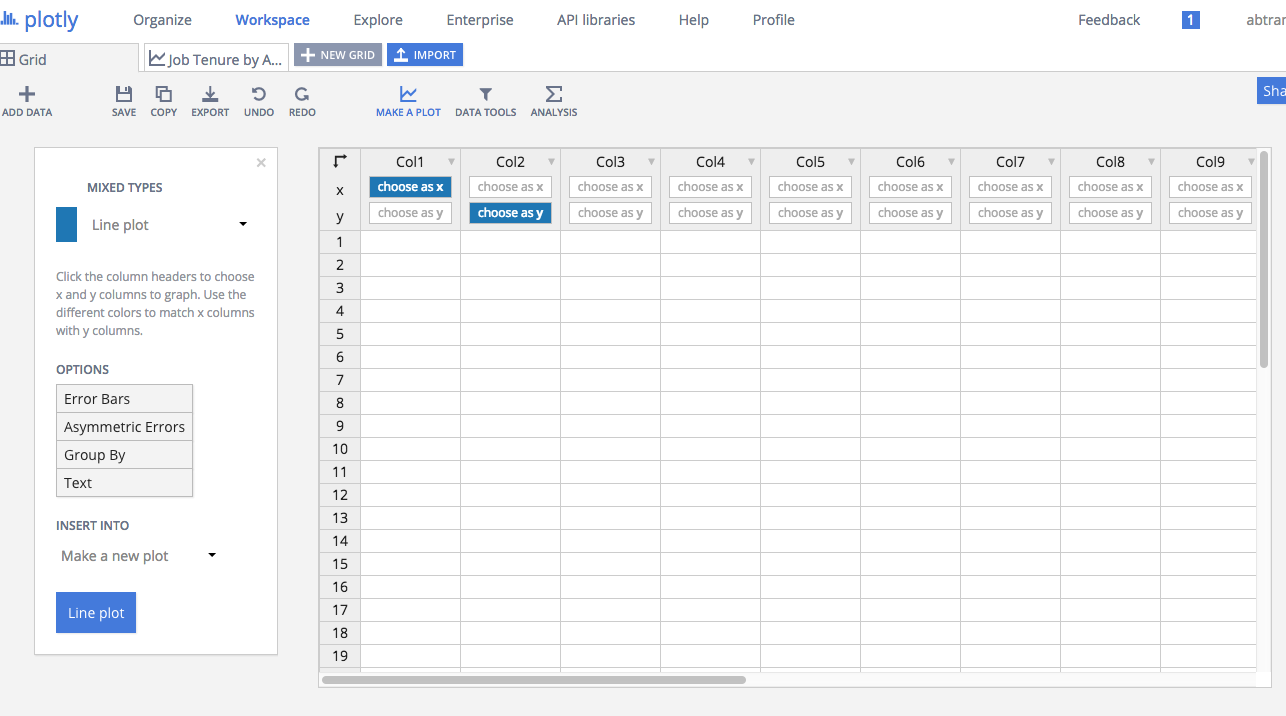 plotly Organize Workspace Explore Enterprise API libraries Help Profile Feedback 1 abtran
Grid Job Tenure by A... NEW GRID IMPORT
ADD DATA SAVE COPY EXPORT UNDO REDO MAKE A PLOT DATA TOOLS ANALYSIS Sha
MIXED TYPES
Line plot
Click the column headers to choose
x and y columns to graph. Use the
different colors to match x columns
with y columns.
OPTIONS
Error Bars
Asymmetric Errors
Group By
Text
INSERT INTO
Make a new plot
Line plot
Col1 Col2 Col3 Col4 Col5 Col6 Col7 Col8 Col9
x choose as x choose as x choose as x choose as x choose as x choose as x choose as x choose as x choose as x
y choose as y choose as y choose as y choose as y choose as y choose as y choose as y choose as y choose as y
1
2
3
4
5
6
7
8
9
10
11
12
13
14
15
16
17
18
19